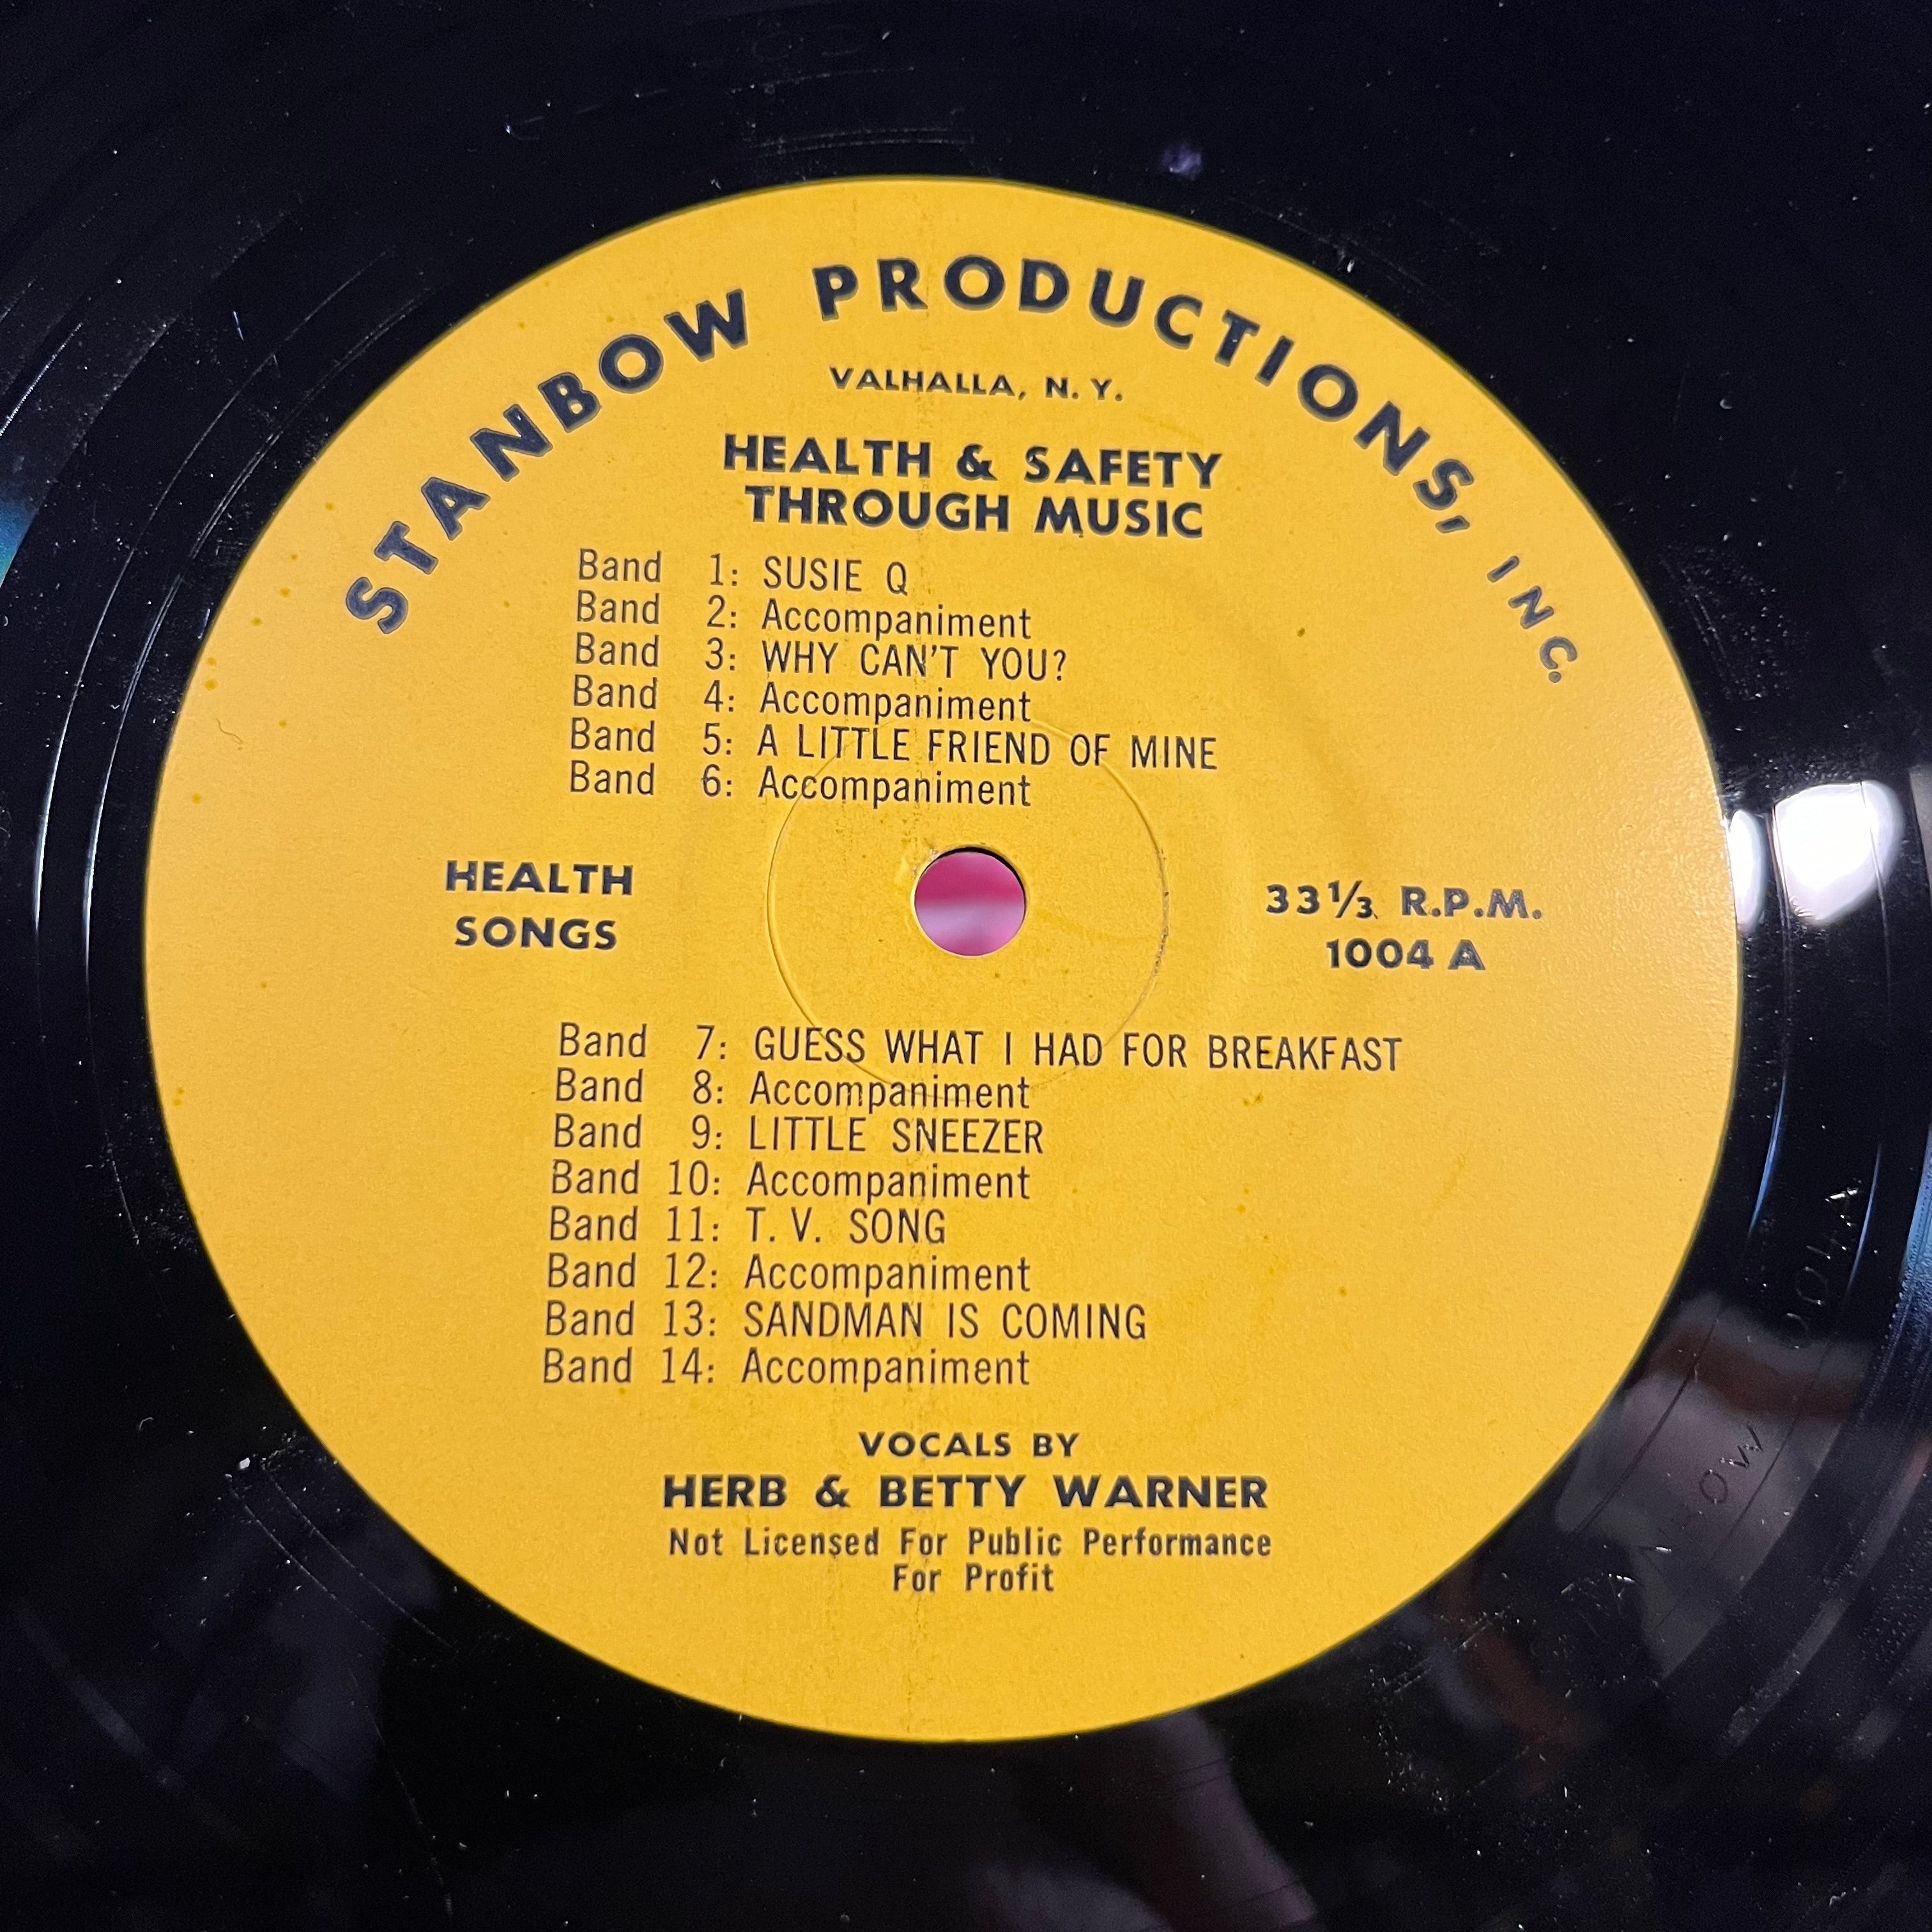 STANBOW PRODUCTIONS, INC.
VALHALLA, N. Y.
HEALTH & SAFETY
THROUGH MUSIC
Band 1: SUSIE Q
Band 2: Accompaniment
Band 3: WHY CAN'T YOU?
Band 4: Accompaniment
Band 5: A LITTLE FRIEND OF MINE
Band 6: Accompaniment
HEALTH
SONGS
33 1/3 R.P.M.
1004 A
Band 7: GUESS WHAT I HAD FOR BREAKFAST
Band 8: Accompaniment
Band 9: LITTLE SNEEZER
Band 10: Accompaniment
Band 11: T. V. SONG
Band 12: Accompaniment
Band 13: SANDMAN IS COMING
Band 14: Accompaniment
VOCALS BY
HERB & BETTY WARNER
Not Licensed For Public Performance
For Profit